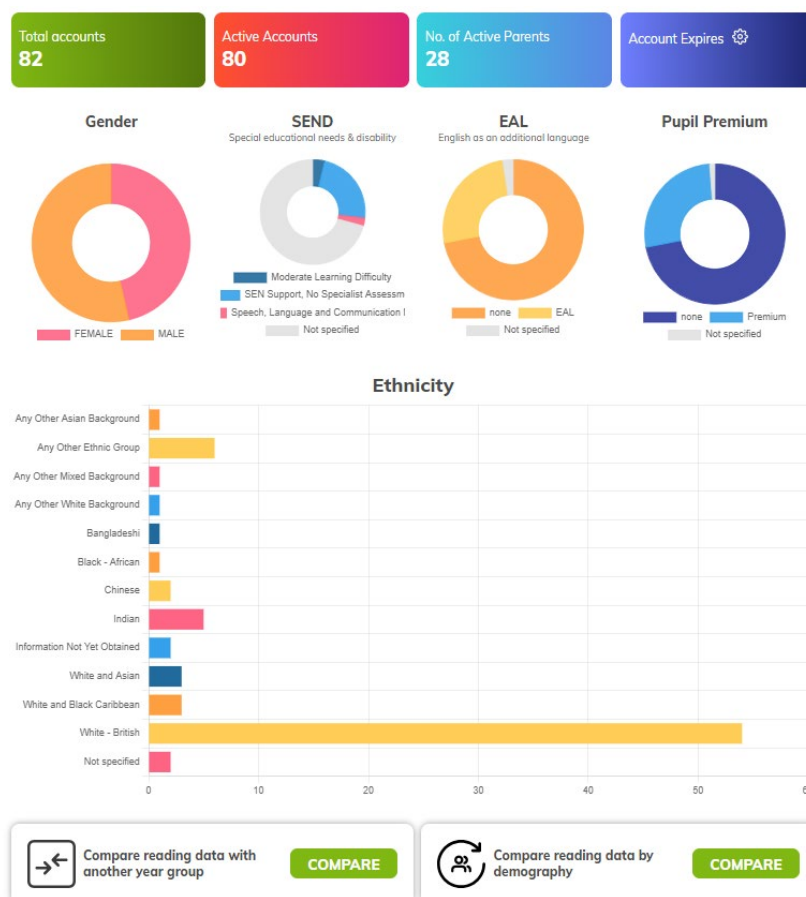 Total accounts
82
Active Accounts
80
No. of Active Parents
28
Account Expires
Gender
FEMALE MALE
SEND
Special educational needs & disability
Moderate Learning Difficulty
SEN Support, No Specialist Assessm
Speech, Language and Communication
Not specified
EAL
English as an additional language
none EAL
Not specified
Pupil Premium
none Premium
Not specified
Ethnicity
Any Other Asian Background
Any Other Ethnic Group
Any Other Mixed Background
Any Other White Background
Bangladeshi
Black - African
Chinese
Indian
Information Not Yet Obtained
White and Asian
White and Black Caribbean
White - British
Not specified
0 10 20 30 40 50
Compare reading data with
another year group
COMPARE
Compare reading data by
demography
COMPARE